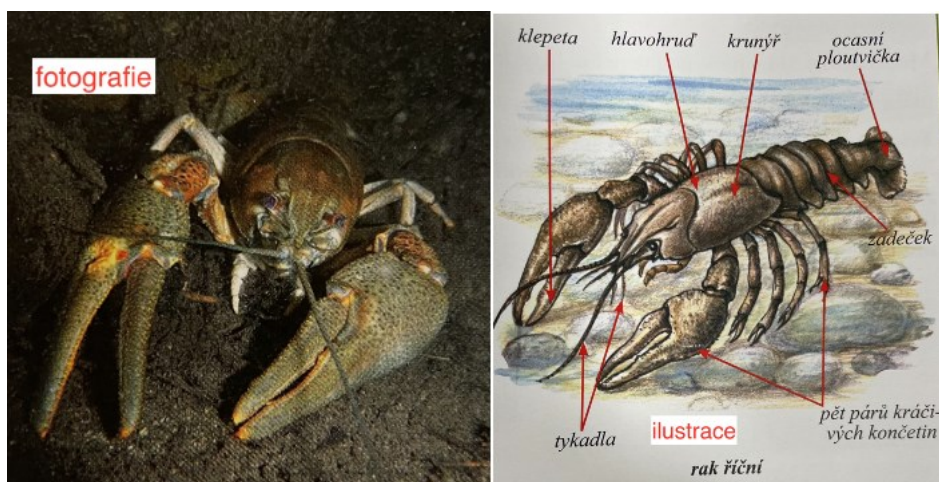 fotografie
klepeta
hlavohruď
krunýř
ocasní
ploutvička
zadeček
tykadla
ilustrace
pět párů kráči-
vých končetin
rak říční